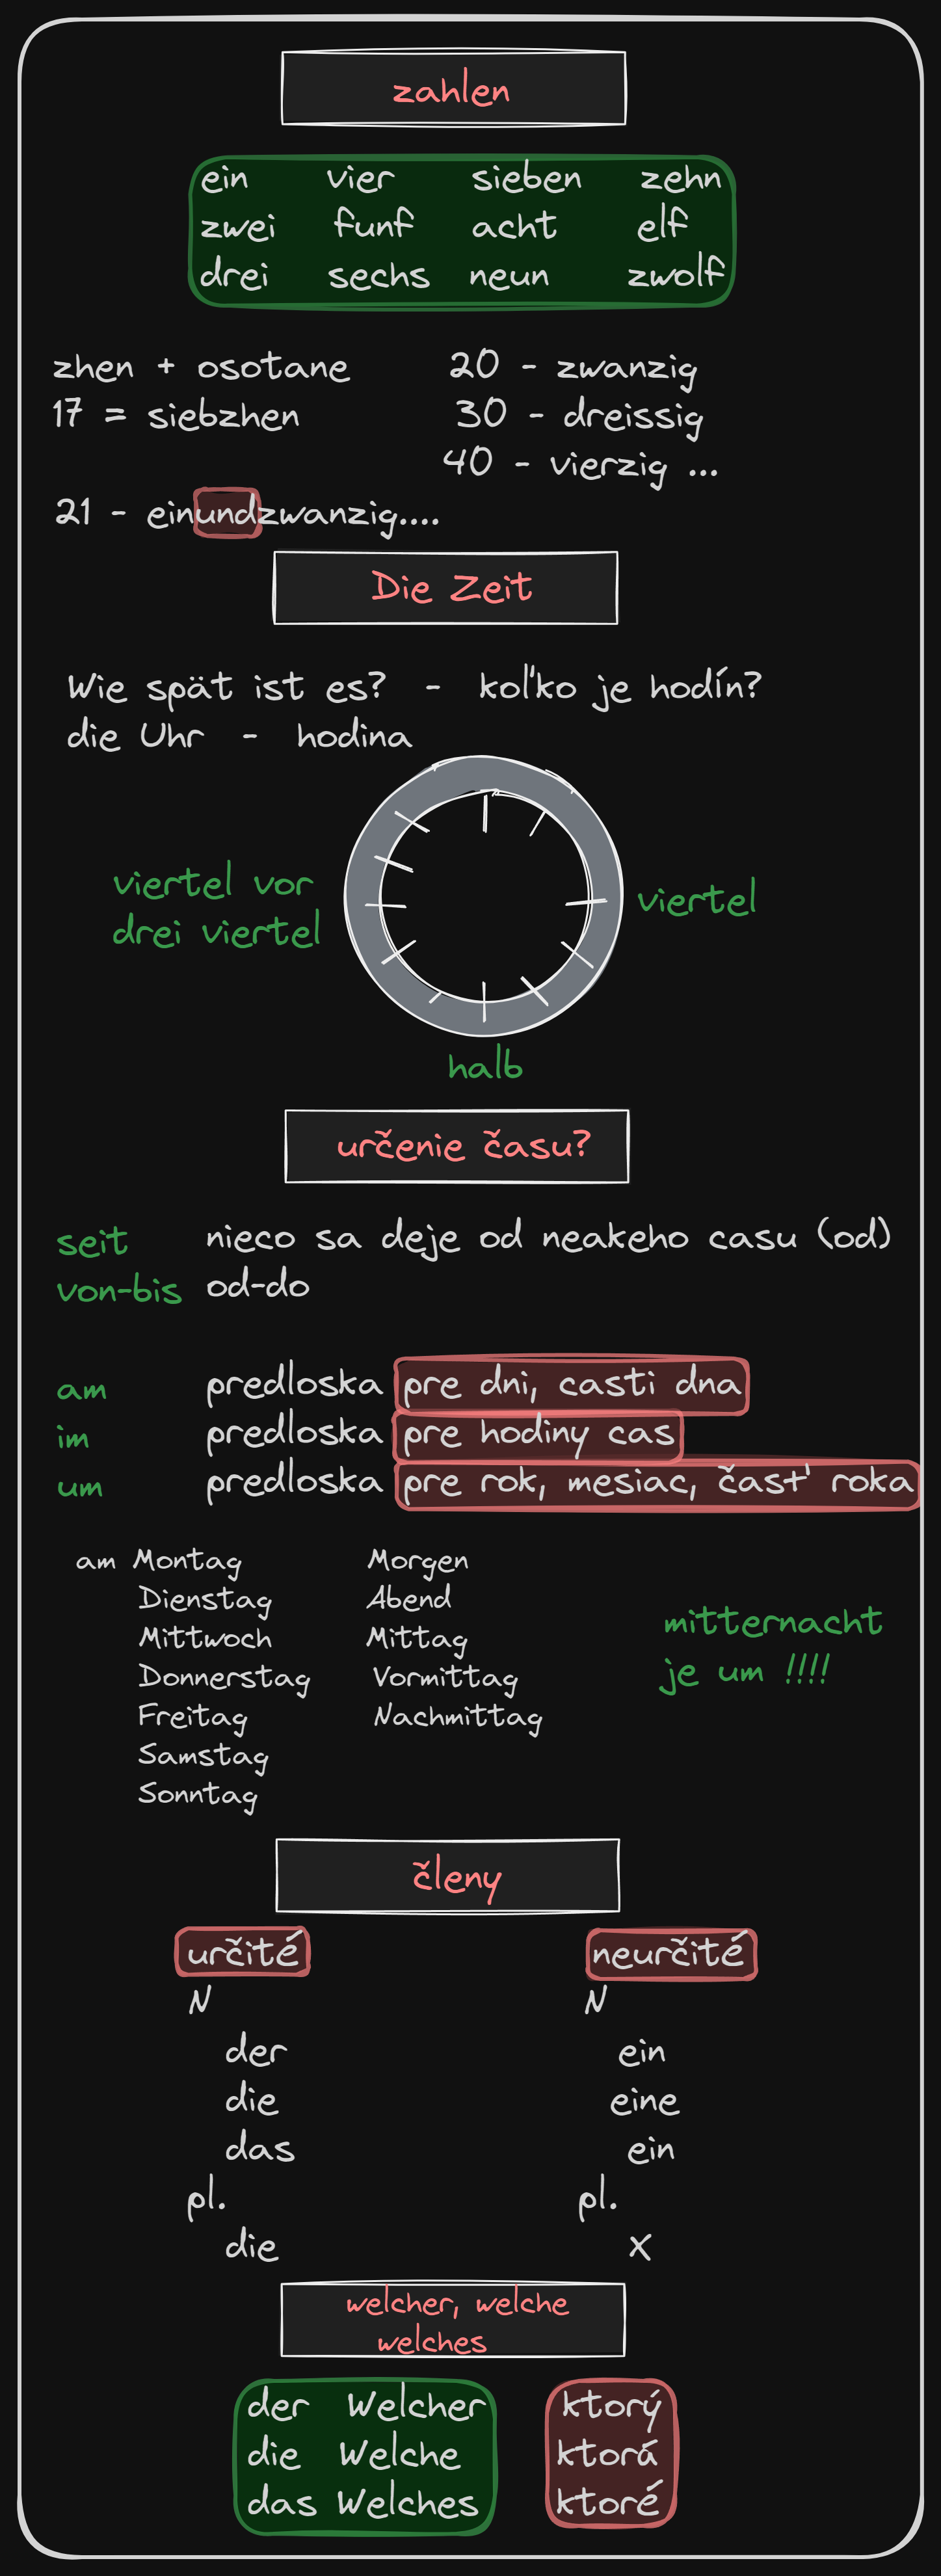 zahlen
ein vier sieben zehn
zwei funf acht elf
drei sechs neun zwolf
zhen + osotane 20 - zwanzig
17 = siebzhen 30 - dreissig
40 - vierzig ...
21 - einundzwanzig....
Die Zeit
Wie spät ist es? - koľko je hodín?
die Uhr - hodina
viertel vor
drei viertel
viertel
halb
určenie času?
seit nieco sa deje od neakeho casu (od)
von-bis od-do
am predloska pre dni, casti dna
im predloska pre hodiny cas
um predloska pre rok, mesiac, časť roka
am Montag Morgen
Dienstag Abend
Mittwoch Mittag
Donnerstag Vormittag
Freitag Nachmittag
Samstag
Sonntag
mitternacht
je um !!!!
členy
určité neurčité
N N
der ein
die eine
das ein
pl. pl.
die X
welcher, welche
welches
der Welcher ktorý
die Welche ktorá
das Welches ktoré